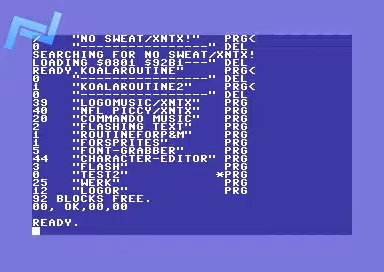 7    "NO SWEAT/XNTX!"  PRG<
0    "----------------" DEL
SEARCHING FOR NO SWEAT/XNTX!
LOADING $0801 $92B1---" DEL
READY.KOALAROUTINE"    PRG<
0    "----------------" DEL
1    "KOALAROUTINE2"   PRG<
0    "----------------" DEL
39   "LOGOMUSIC/XNTX"  PRG
40   "NFL PICCY/XNTX"  PRG
20   "COMMANDO MUSIC"  PRG
2    "FLASHING TEXT"   PRG
1    "ROUTINEFORP&M"   PRG
1    "FORSPRITES"      PRG
5    "FONT-GRABBER"    PRG
44   "CHARACTER-EDITOR" PRG
3    "FLASH"           PRG
0    "TEST2"          *PRG
25   "WERK"            PRG
12   "LOGOR"           PRG
92 BLOCKS FREE.
00, OK,00,00
READY.